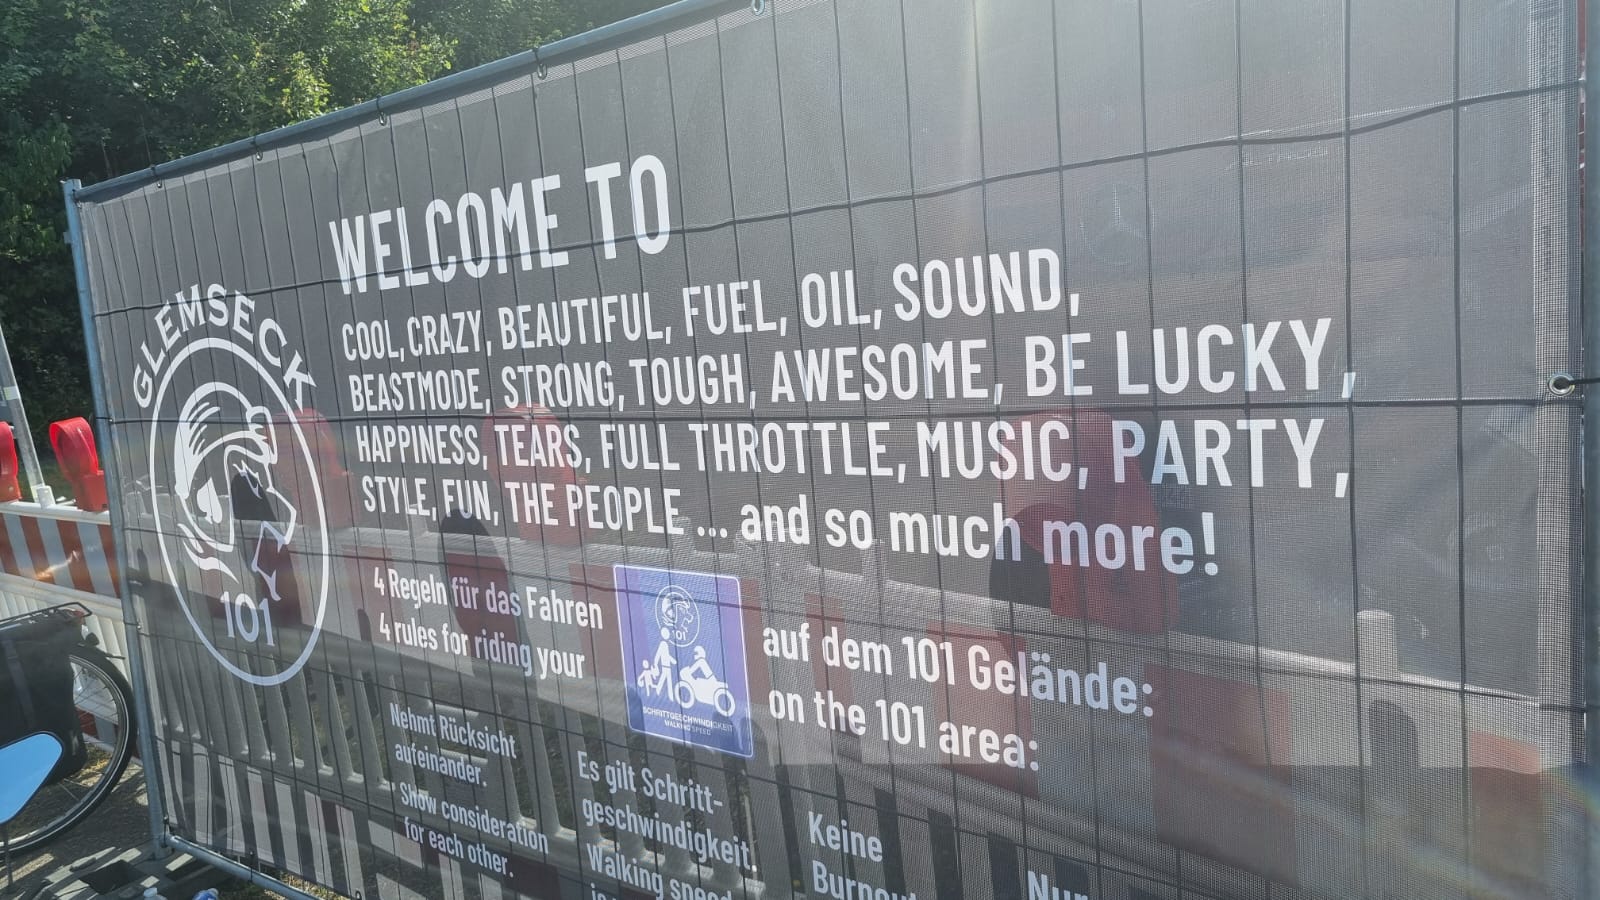 GLEMSECK
101
WELCOME TO
COOL, CRAZY, BEAUTIFUL, FUEL, OIL, SOUND,
BEASTMODE, STRONG, TOUGH, AWESOME, BE LUCKY,
HAPPINESS, TEARS, FULL THROTTLE, MUSIC, PARTY,
STYLE, FUN, THE PEOPLE ... and so much more!
4 Regeln für das Fahren
4 rules for riding your
101
SCHRITTGESCHWINDIGKEIT
WALKING SPEED
auf dem 101 Gelände:
on the 101 area:
Nehmt Rücksicht
aufeinander.
Show consideration
for each other.
Es gilt Schritt-
geschwindigkeit.
Walking speed
Keine
Burnout
Nur